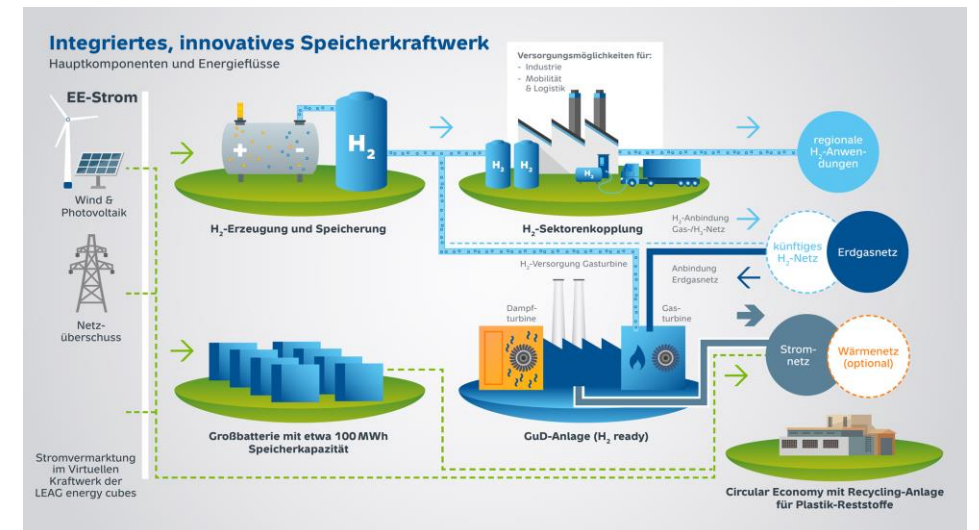 Integriertes, innovatives Speicherkraftwerk
Hauptkomponenten und Energieflüsse
EE-Strom
Wind &
Photovoltaik
Netz-
überschuss
Stromvermarktung
im Virtuellen
Kraftwerk der
LEAG energy cubes
+
-
H₂
H₂-Erzeugung und Speicherung
Versorgungsmöglichkeiten für:
- Industrie
- Mobilität
& Logistik
H₂
H₂
H₂
H₂-Sektorenkopplung
regionale
H₂-Anwen-
dungen
H₂-Anbindung
Gas-/H₂-Netz
künftiges
H₂-Netz
Erdgasnetz
H₂-Versorgung Gasturbine
Anbindung
Erdgasnetz
Dampf-
turbine
Gas-
turbine
Strom-
netz
Wärmenetz
(optional)
Großbatterie mit etwa 100 MWh
Speicherkapazität
GuD-Anlage (H₂ ready)
Circular Economy mit Recycling-Anlage
für Plastik-Reststoffe